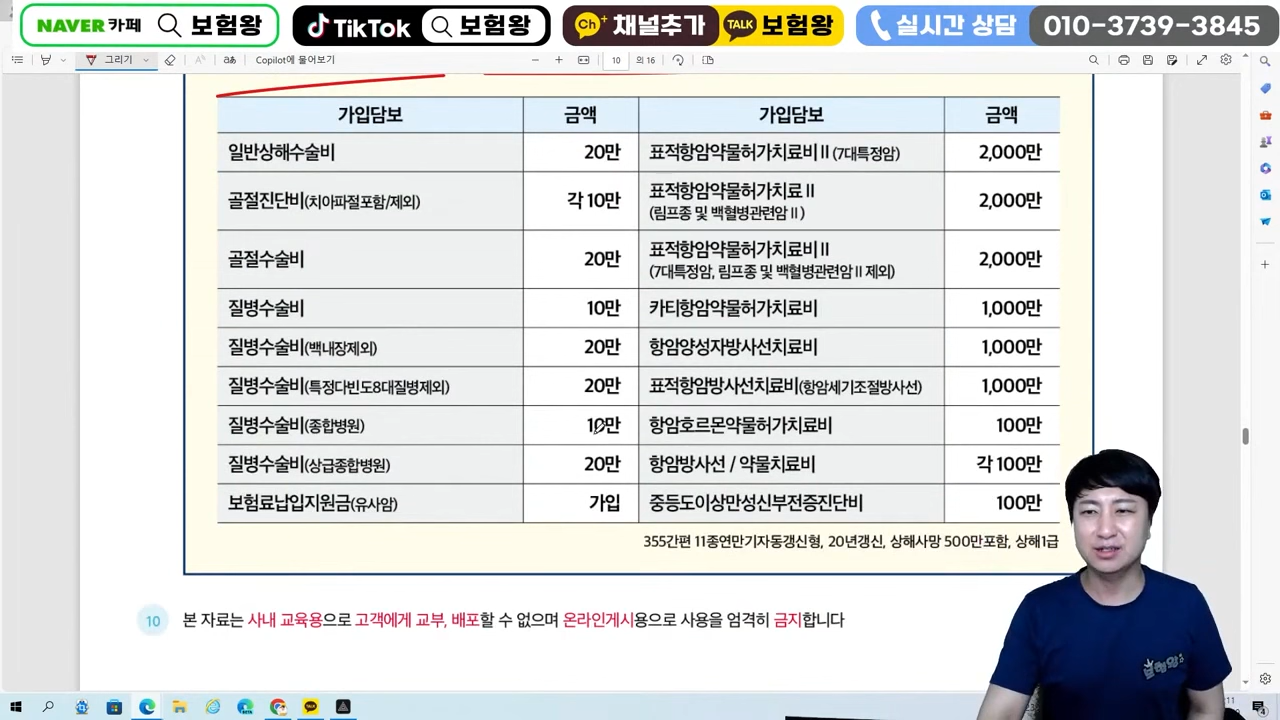 NAVER 카페 보험왕 TikTok 보험왕 Ch+ 채널추가 TALK 보험왕 실시간 상담 010-3739-3845
그리기 Copilot에 물어보기 10 의 16
가입담보 금액 가입담보 금액
일반상해수술비 20만 표적항암약물허가치료비Ⅱ(7대특정암) 2,000만
골절진단비(치아파절포함/제외) 각 10만 표적항암약물허가치료Ⅱ
(림프종 및 백혈병관련암Ⅱ) 2,000만
골절수술비 20만 표적항암약물허가치료비Ⅱ
(7대특정암, 림프종 및 백혈병관련암Ⅱ 제외) 2,000만
질병수술비 10만 카티항암약물허가치료비 1,000만
질병수술비(백내장제외) 20만 항암양성자방사선치료비 1,000만
질병수술비(특정다빈도8대질병제외) 20만 표적항암방사선치료비(항암세기조절방사선) 1,000만
질병수술비(종합병원) 10만 항암호르몬약물허가치료비 100만
질병수술비(상급종합병원) 20만 항암방사선 / 약물치료비 각 100만
보험료납입지원금(유사암) 가입 중등도이상만성신부전증진단비 100만
355간편 11종연만기자동갱신형, 20년갱신, 상해사망 500만포함, 상해1급
10 본 자료는 사내 교육용으로 고객에게 교부, 배포할 수 없으며 온라인게시용으로 사용을 엄격히 금지합니다
보험왕